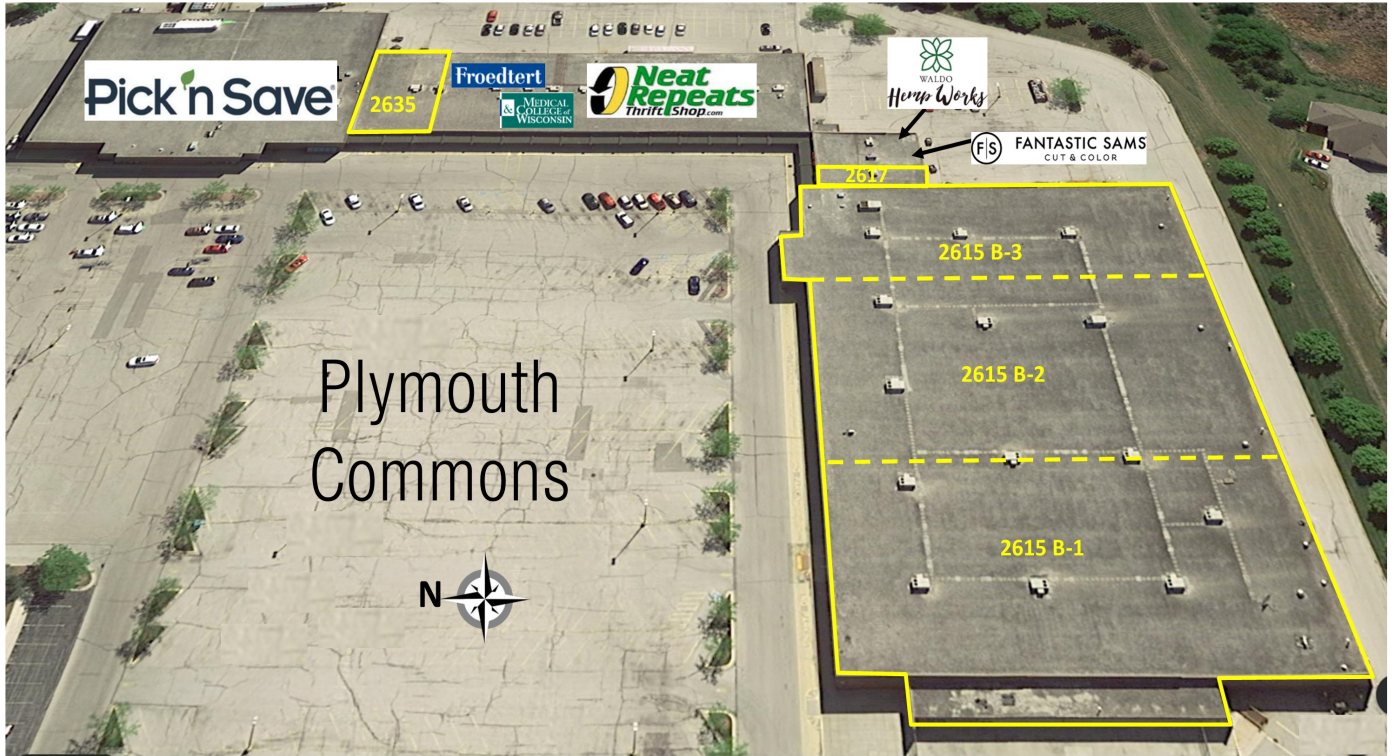 Pick'n Save
2635
Froedtert
& MEDICAL
COLLEGE of
WISCONSIN
Neat
Repeats
Thrift Shop.com
WALDO
Hemp Works
F|S FANTASTIC SAMS
CUT & COLOR
2617
2615 B-3
2615 B-2
2615 B-1
Plymouth
Commons
N